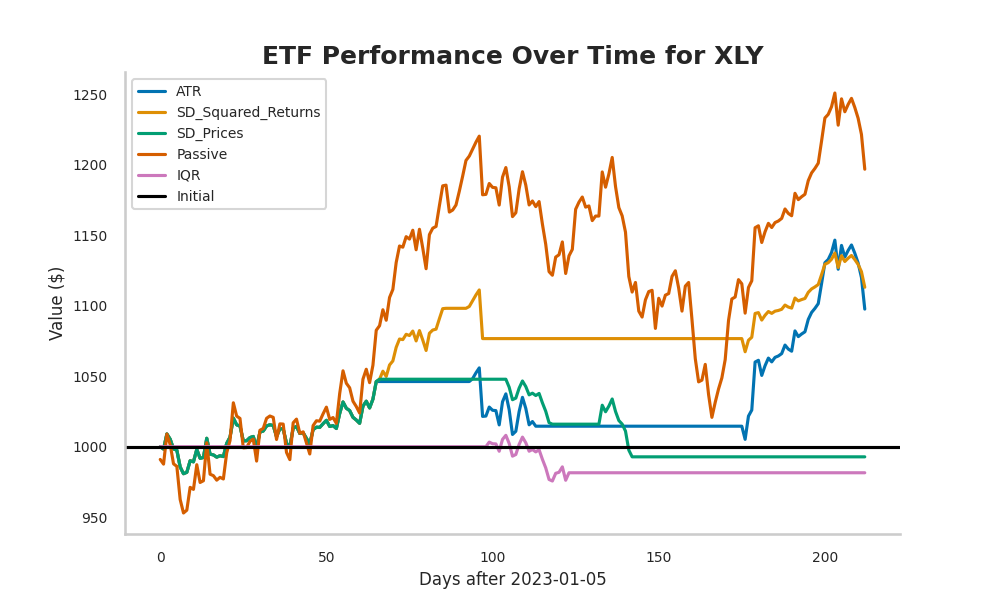 ETF Performance Over Time for XLY
ATR
SD_Squared_Returns
SD_Prices
Passive
IQR
Initial
Value ($)
1250
1200
1150
1100
1050
1000
950
0 50 100 150 200
Days after 2023-01-05